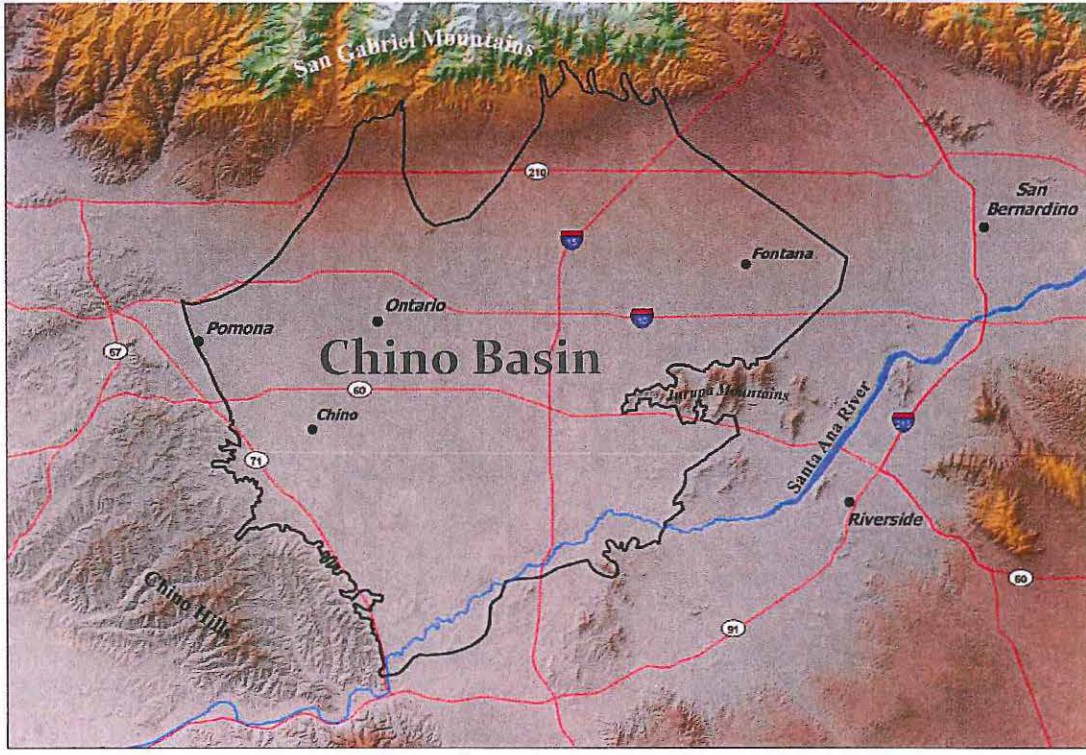 San Gabriel Mountains
210
San
Bernardino
15
Fontana
Ontario
10
Pomona
57
Chino Basin
60
Jurupa Mountains
Chino
Santa Ana River
215
71
Riverside
Chino Hills
60
91